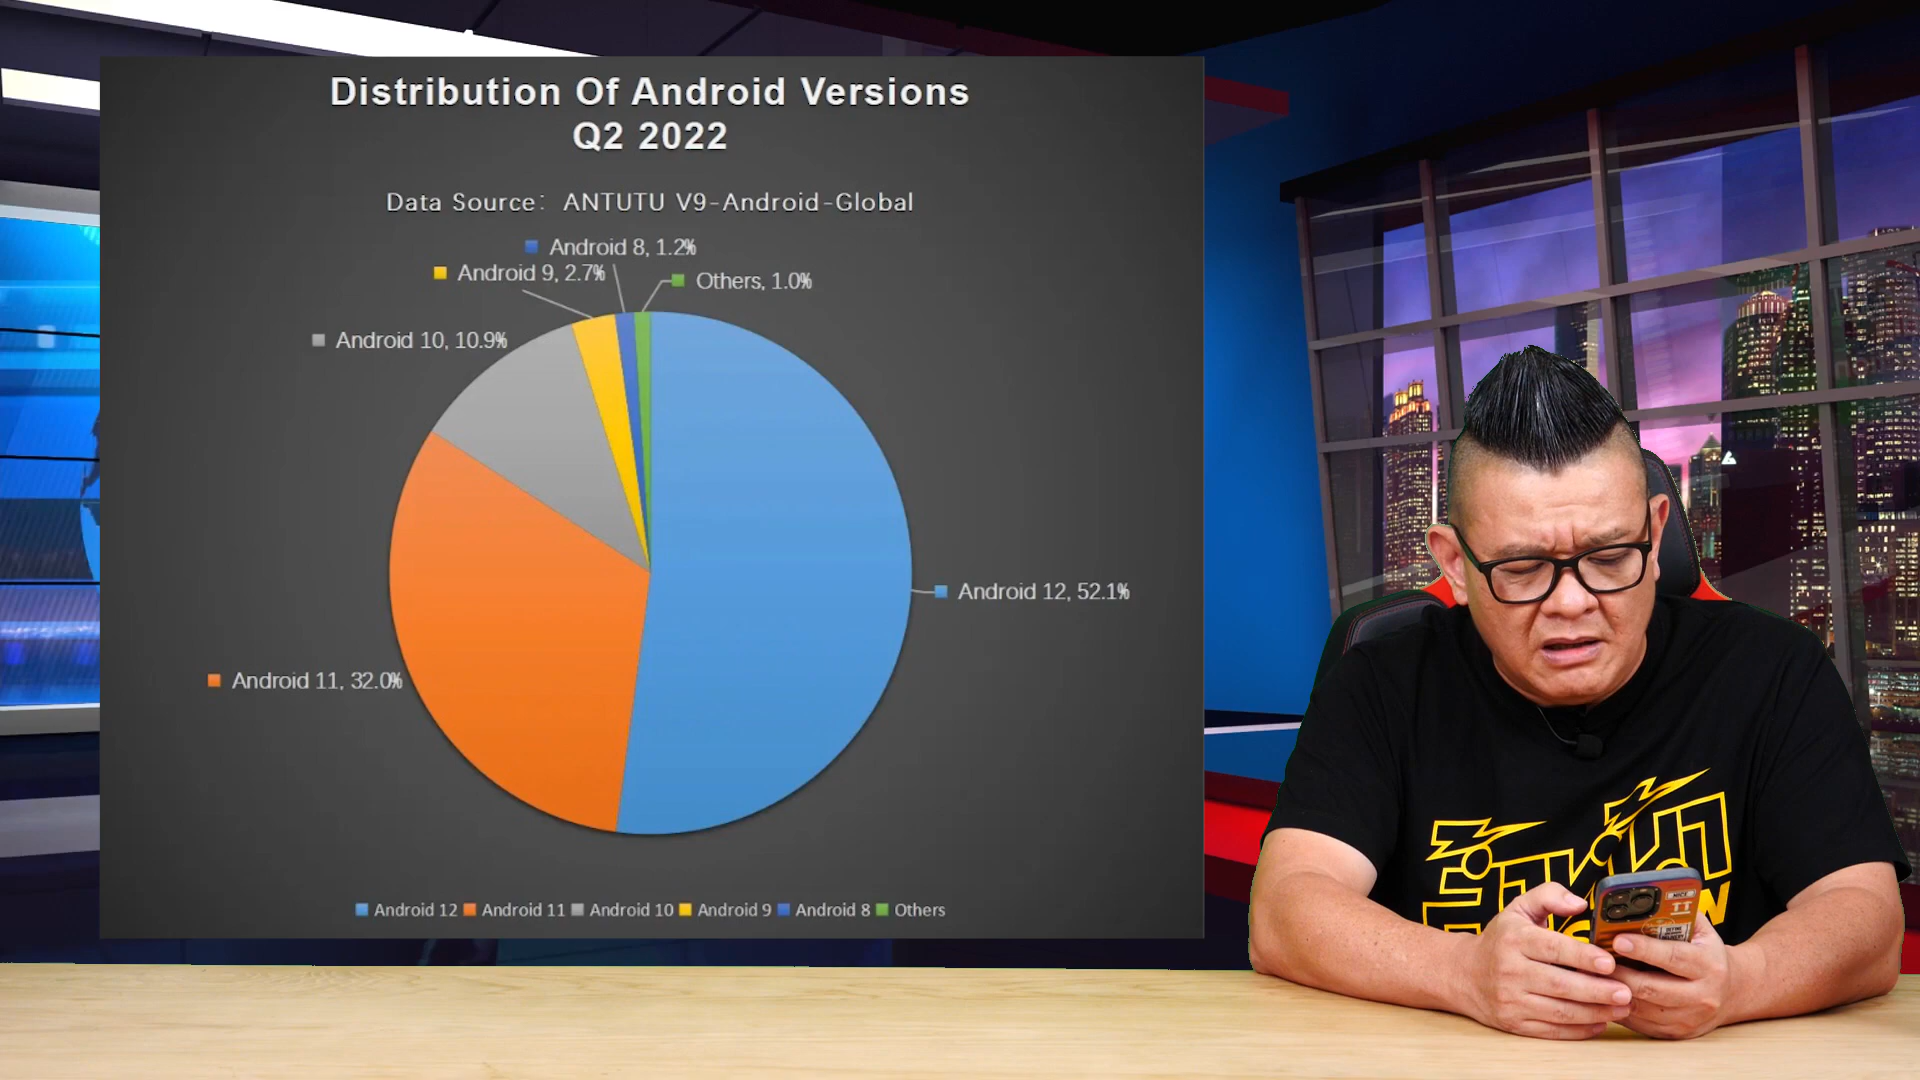 Distribution Of Android Versions
Q2 2022
Data Source: ANTUTU V9-Android-Global
Android 8, 1.2%
Android 9, 2.7%
Others, 1.0%
Android 10, 10.9%
Android 12, 52.1%
Android 11, 32.0%
Android 12 Android 11 Android 10 Android 9 Android 8 Others